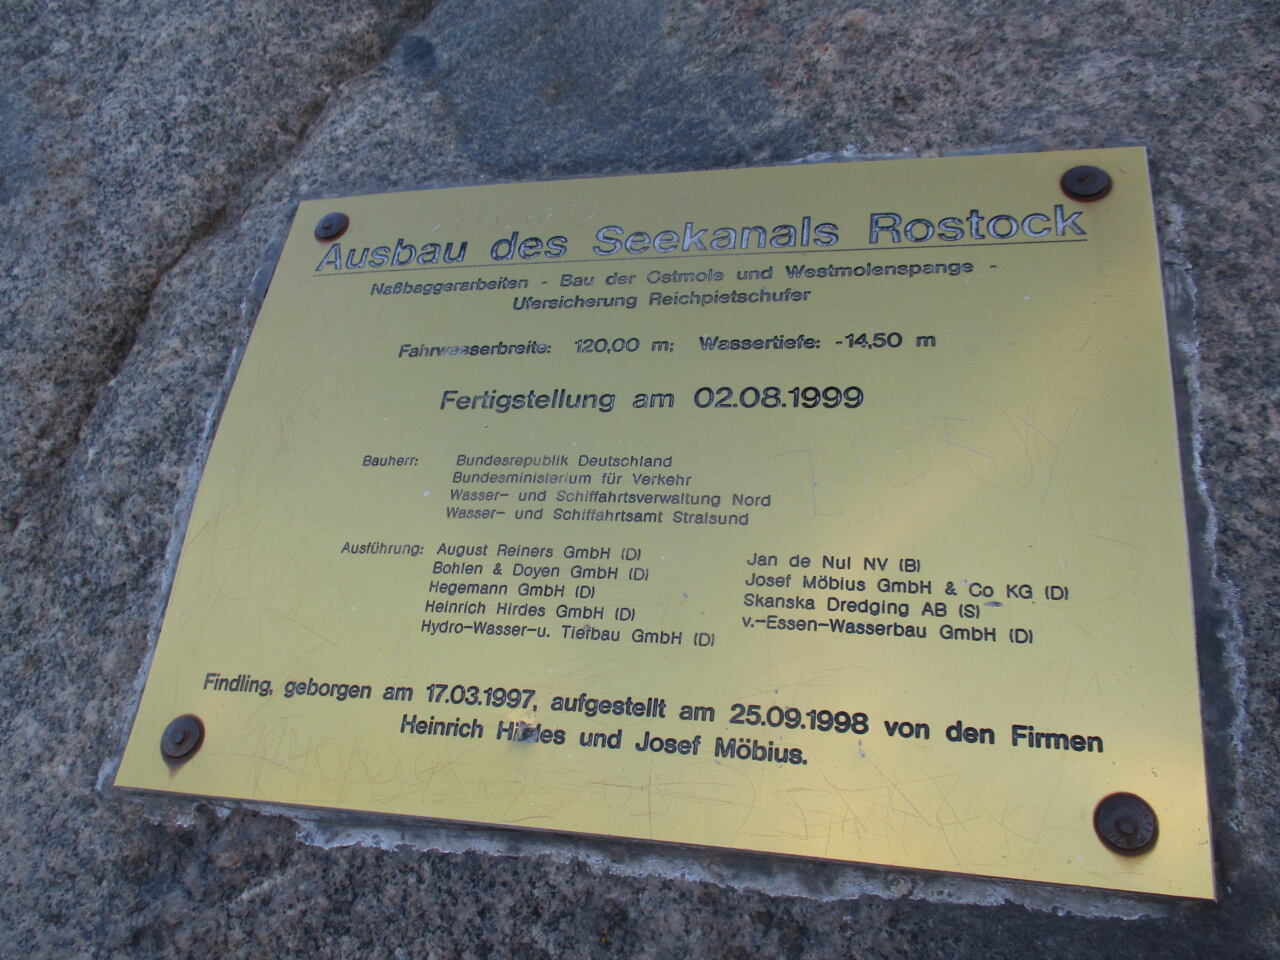 Ausbau des Seekanals Rostock
Naßbaggerarbeiten - Bau der Ostmole und Westmolenspange -
Ufersicherung Reichpietschufer
Fahrwasserbreite: 120,00 m; Wassertiefe: -14,50 m
Fertigstellung am 02.08.1999
Bauherr: Bundesrepublik Deutschland
Bundesministerium für Verkehr
Wasser- und Schiffahrtsverwaltung Nord
Wasser- und Schiffahrtsamt Stralsund
Ausführung: August Reiners GmbH (D)
Bohlen & Doyen GmbH (D)
Hegemann GmbH (D)
Heinrich Hirdes GmbH (D)
Hydro-Wasser-u. Tiefbau GmbH (D)
Jan de Nul NV (B)
Josef Möbius GmbH & Co KG (D)
Skanska Dredging AB (S)
v.-Essen-Wasserbau GmbH (D)
Findling, geborgen am 17.03.1997, aufgestellt am 25.09.1998 von den Firmen
Heinrich Hirdes und Josef Möbius.